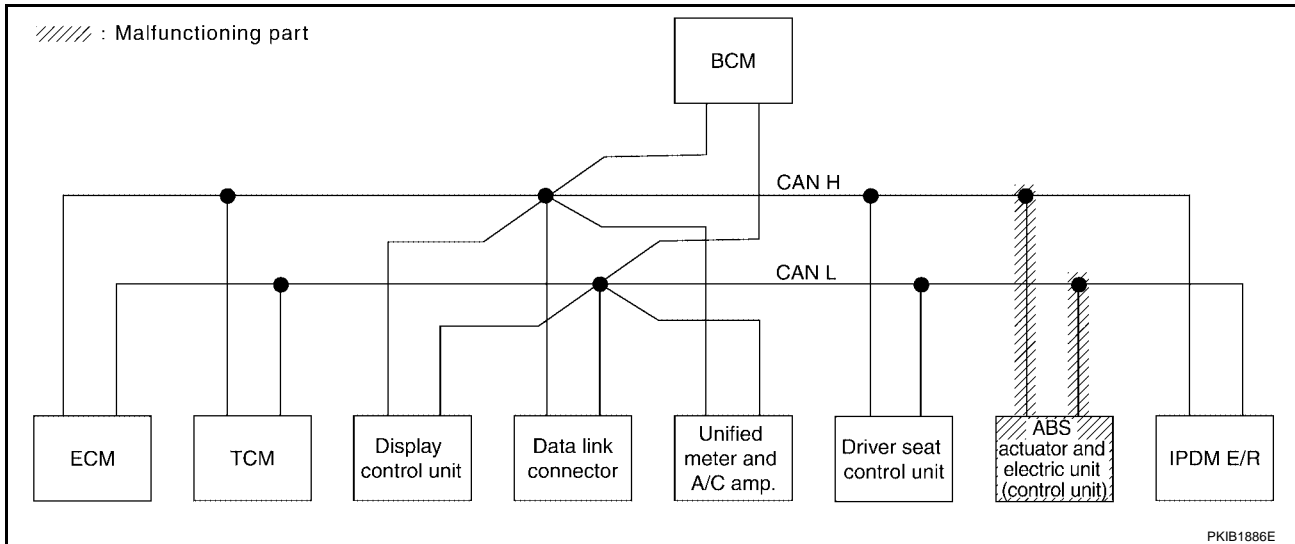 : Malfunctioning part
BCM
CAN H
CAN L
ECM
TCM
Display
control unit
Data link
connector
Unified
meter and
A/C amp.
Driver seat
control unit
ABS
actuator and
electric unit
(control unit)
IPDM E/R
PKIB1886E